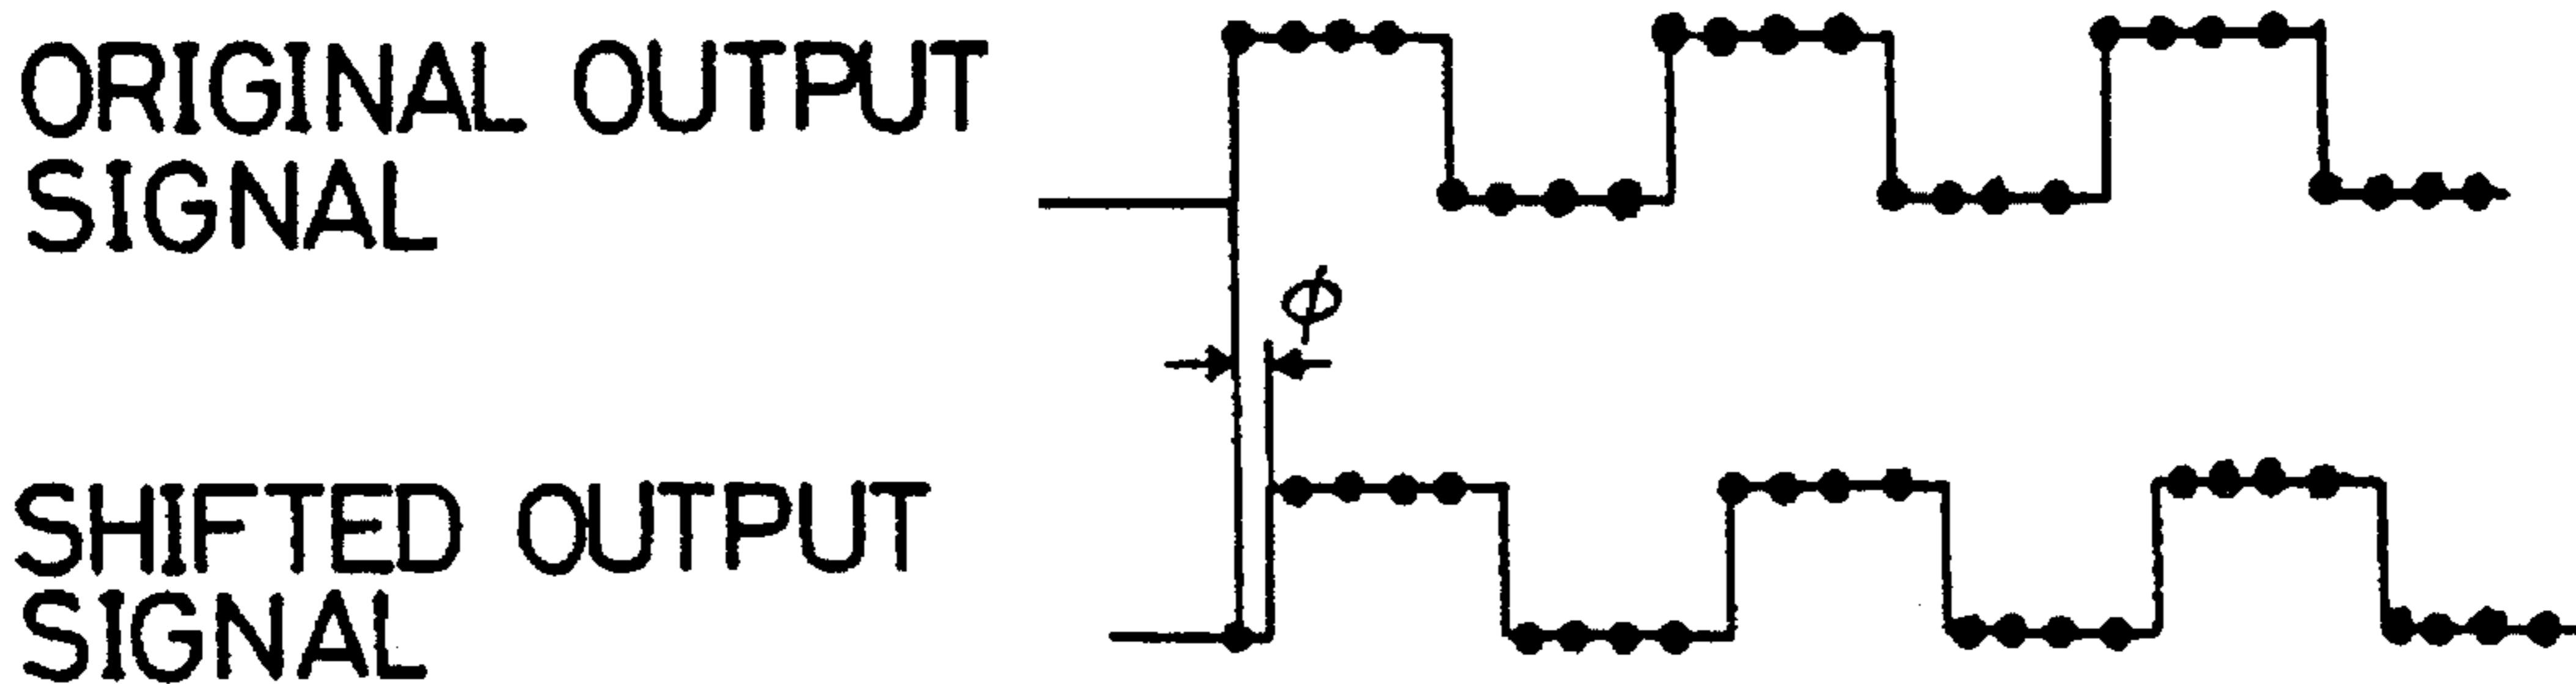 ORIGINAL OUTPUT
SIGNAL
ϕ
SHIFTED OUTPUT
SIGNAL